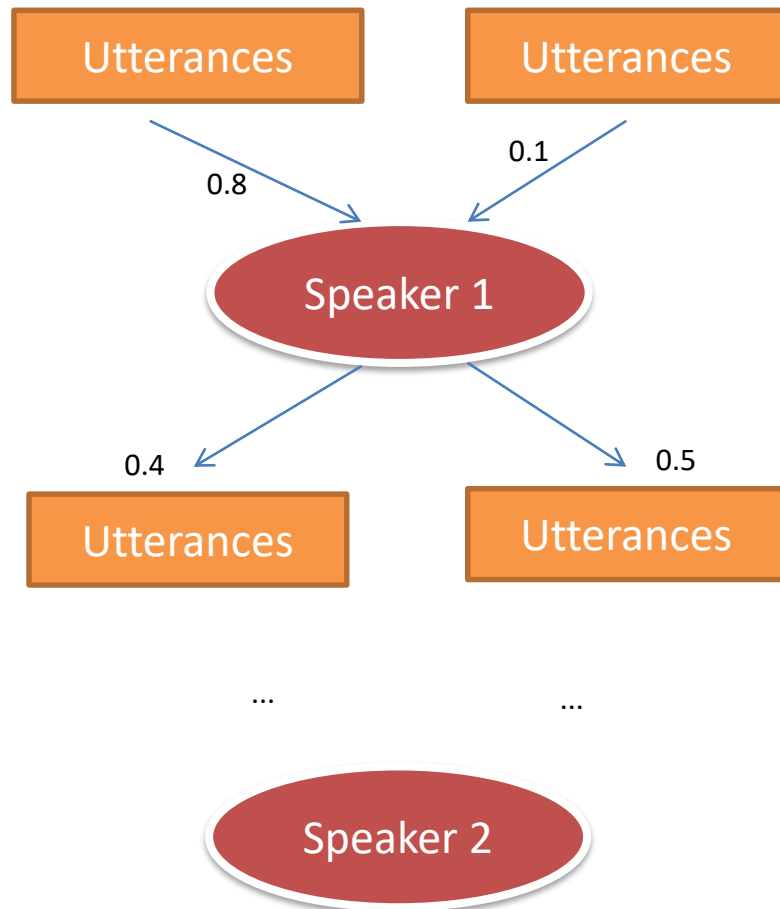 Utterances
Utterances
0.8
0.1
Speaker 1
0.4
0.5
Utterances
Utterances
...
...
Speaker 2